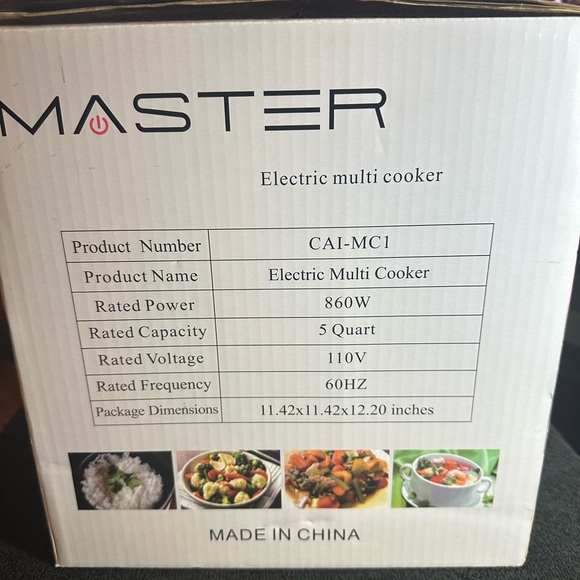 MASTER
Electric multi cooker
Product Number CAI-MC1
Product Name Electric Multi Cooker
Rated Power 860W
Rated Capacity 5 Quart
Rated Voltage 110V
Rated Frequency 60HZ
Package Dimensions 11.42x11.42x12.20 inches
MADE IN CHINA